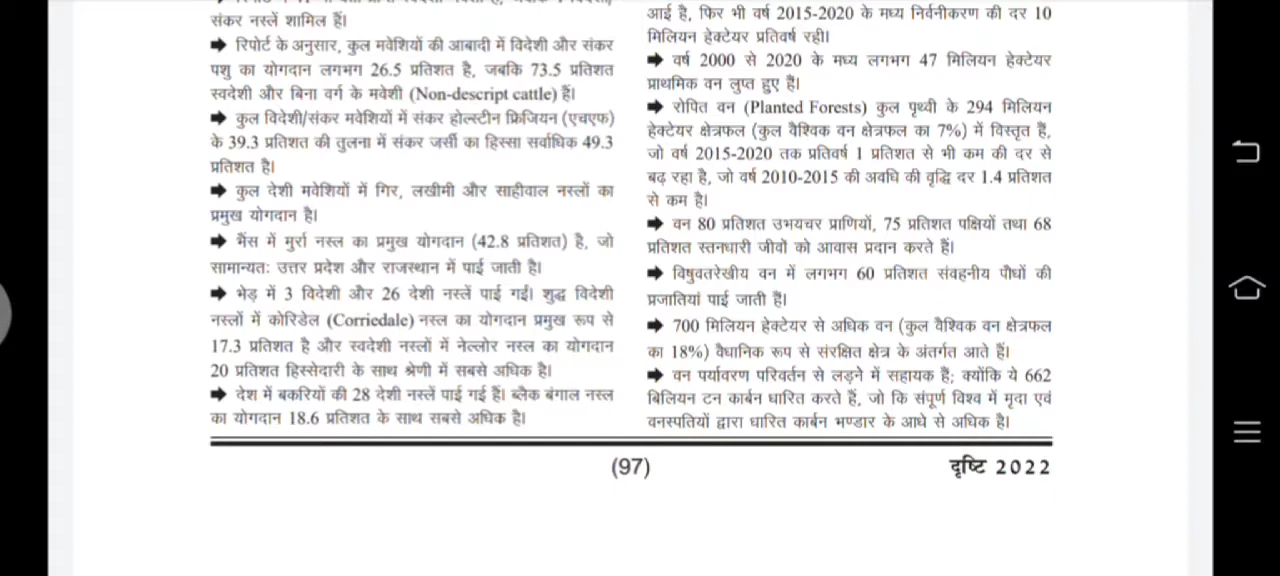 संकर नस्लें शामिल हैं।
➡ रिपोर्ट के अनुसार, कुल मवेशियों की आबादी में विदेशी और संकर
पशु का योगदान लगभग 26.5 प्रतिशत है, जबकि 73.5 प्रतिशत
स्वदेशी और बिना वर्ग के मवेशी (Non-descript cattle) हैं।
➡ कुल विदेशी/संकर मवेशियों में संकर होल्स्टीन फ्रिजियन (एचएफ)
के 39.3 प्रतिशत की तुलना में संकर जर्सी का हिस्सा सर्वाधिक 49.3
प्रतिशत है।
➡ कुल देशी मवेशियों में गिर, लखीमी और साहीवाल नस्लों का
प्रमुख योगदान है।
➡ भैंस में मुर्रा नस्ल का प्रमुख योगदान (42.8 प्रतिशत) है, जो
सामान्यतः उत्तर प्रदेश और राजस्थान में पाई जाती है।
➡ भेड़ में 3 विदेशी और 26 देशी नस्लें पाई गईं। शुद्ध विदेशी
नस्लों में कोरिडेल (Corriedale) नस्ल का योगदान प्रमुख रूप से
17.3 प्रतिशत है और स्वदेशी नस्लों में नेल्लोर नस्ल का योगदान
20 प्रतिशत हिस्सेदारी के साथ श्रेणी में सबसे अधिक है।
➡ देश में बकरियों की 28 देशी नस्लें पाई गई हैं। ब्लैक बंगाल नस्ल
का योगदान 18.6 प्रतिशत के साथ सबसे अधिक है।
आई है, फिर भी वर्ष 2015-2020 के मध्य निर्वनीकरण की दर 10
मिलियन हेक्टेयर प्रतिवर्ष रही।
➡ वर्ष 2000 से 2020 के मध्य लगभग 47 मिलियन हेक्टेयर
प्राथमिक वन लुप्त हुए हैं।
➡ रोपित वन (Planted Forests) कुल पृथ्वी के 294 मिलियन
हेक्टेयर क्षेत्रफल (कुल वैश्विक वन क्षेत्रफल का 7%) में विस्तृत हैं,
जो वर्ष 2015-2020 तक प्रतिवर्ष 1 प्रतिशत से भी कम की दर से
बढ़ रहा है, जो वर्ष 2010-2015 की अवधि की वृद्धि दर 1.4 प्रतिशत
से कम है।
➡ वन 80 प्रतिशत उभयचर प्राणियों, 75 प्रतिशत पक्षियों तथा 68
प्रतिशत स्तनधारी जीवों को आवास प्रदान करते हैं।
➡ विषुवतरेखीय वन में लगभग 60 प्रतिशत संवहनीय पौधों की
प्रजातियां पाई जाती हैं।
➡ 700 मिलियन हेक्टेयर से अधिक वन (कुल वैश्विक वन क्षेत्रफल
का 18%) वैधानिक रूप से संरक्षित क्षेत्र के अंतर्गत आते हैं।
➡ वन पर्यावरण परिवर्तन से लड़ने में सहायक हैं; क्योंकि ये 662
बिलियन टन कार्बन धारित करते हैं, जो कि संपूर्ण विश्व में मृदा एवं
वनस्पतियों द्वारा धारित कार्बन भण्डार के आधे से अधिक है।
(97)
दृष्टि 2022